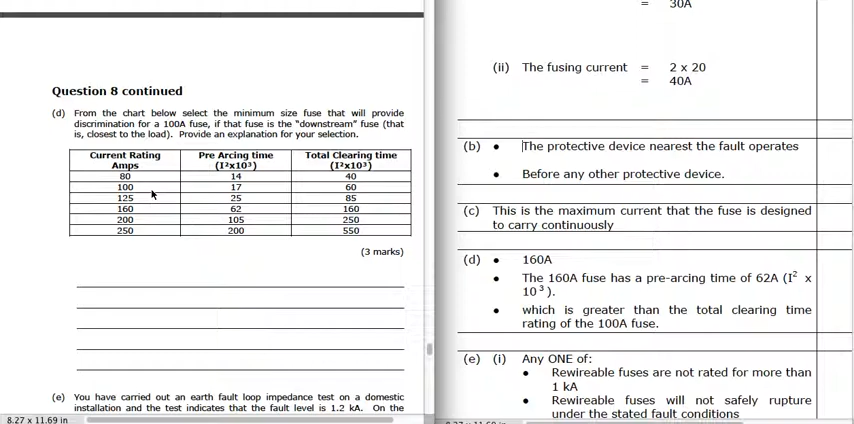 Question 8 continued
(d) From the chart below select the minimum size fuse that will provide
discrimination for a 100A fuse, if that fuse is the “downstream” fuse (that
is, closest to the load). Provide an explanation for your selection.
Current Rating Amps Pre Arcing time (I²x10³) Total Clearing time (I²x10³)
80 14 40
100 17 60
125 25 85
160 62 160
200 105 250
250 200 550
(3 marks)
(e) You have carried out an earth fault loop impedance test on a domestic
installation and the test indicates that the fault level is 1.2 kA. On the
8.27 x 11.69 in
= 30A
(ii) The fusing current = 2 x 20
= 40A
(b) • The protective device nearest the fault operates
• Before any other protective device.
(c) This is the maximum current that the fuse is designed
to carry continuously
(d) • 160A
• The 160A fuse has a pre-arcing time of 62A (I² x
10³).
• which is greater than the total clearing time
rating of the 100A fuse.
(e) (i) Any ONE of:
• Rewireable fuses are not rated for more than
1 kA
• Rewireable fuses will not safely rupture
under the stated fault conditions